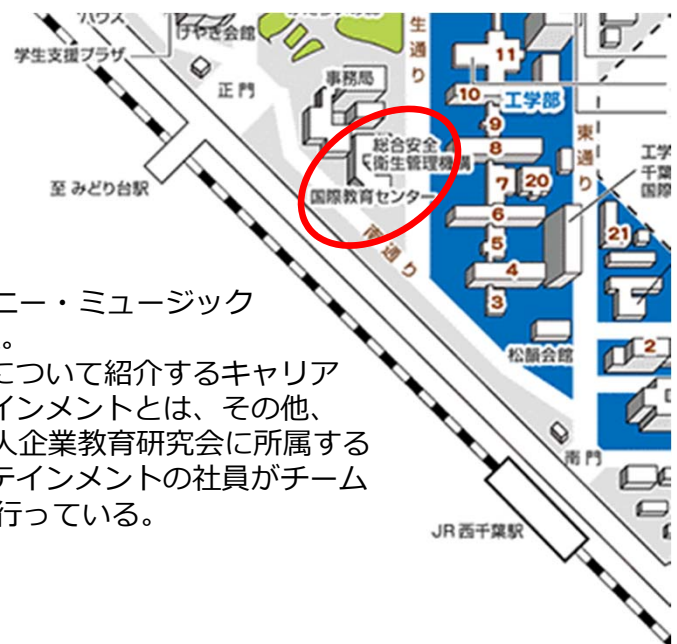 ハウス
けやき会館
学生支援プラザ
正門
事務局
生通り
11
10
工学部
9
8
総合安全
衛生管理機構
東通り
工学
千葉
国際
至 みどり台駅
国際教育センター
7
20
6
南通り
5
21
4
3
ニー・ミュージック
。
について紹介するキャリア
インメントとは、その他、
人企業教育研究会に所属する
テインメントの社員がチーム
行っている。
松韻会館
2
南門
JR西千葉駅